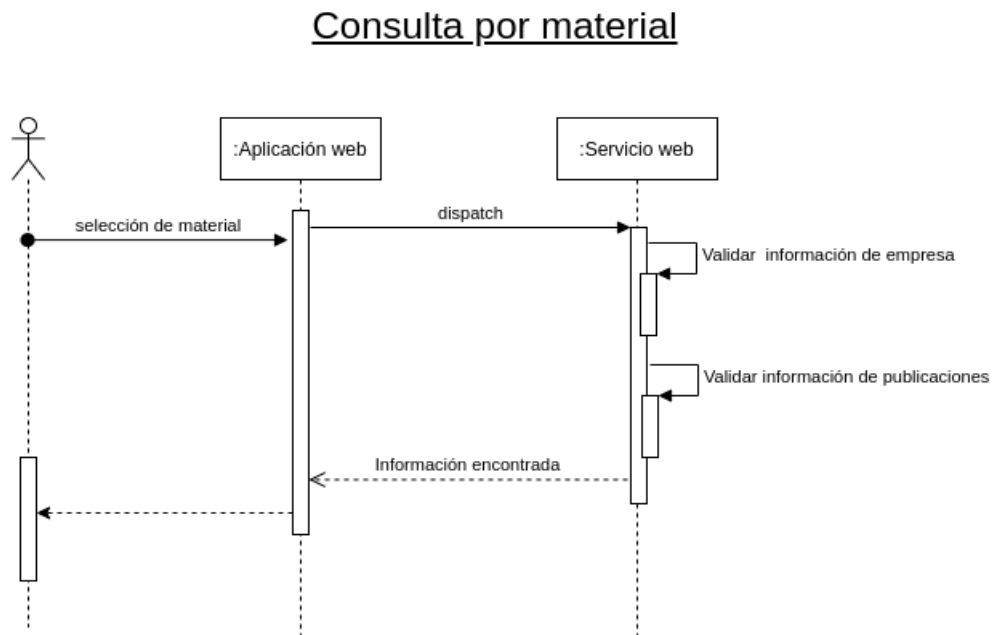 Consulta por material
:Aplicación web
:Servicio web
selección de material
dispatch
Validar  información de empresa
Validar información de publicaciones
Información encontrada